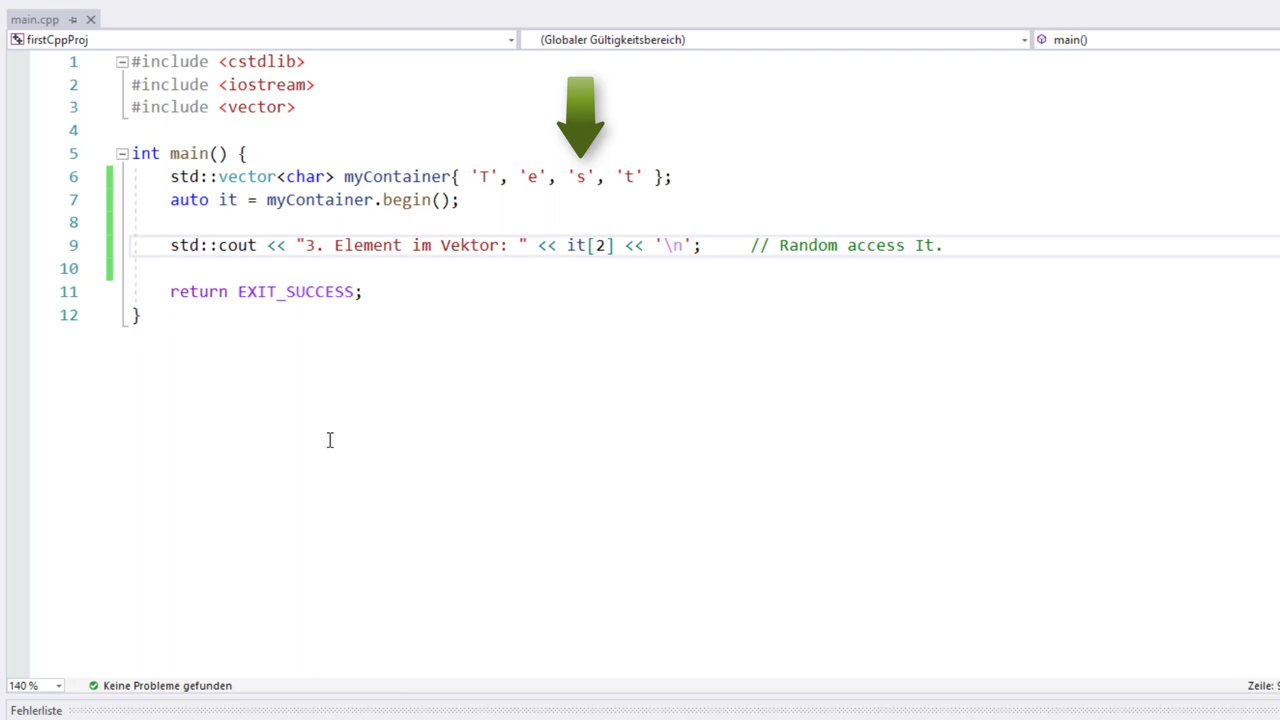 main.cpp
firstCppProj (Globaler Gültigkeitsbereich) main()
1 #include <cstdlib>
2 #include <iostream>
3 #include <vector>
4
5 int main() {
6 std::vector<char> myContainer{ 'T', 'e', 's', 't' };
7 auto it = myContainer.begin();
8
9 std::cout << "3. Element im Vektor: " << it[2] << '\n'; // Random access It.
10
11 return EXIT_SUCCESS;
12 }
140 % Keine Probleme gefunden Zeile: 9
Fehlerliste